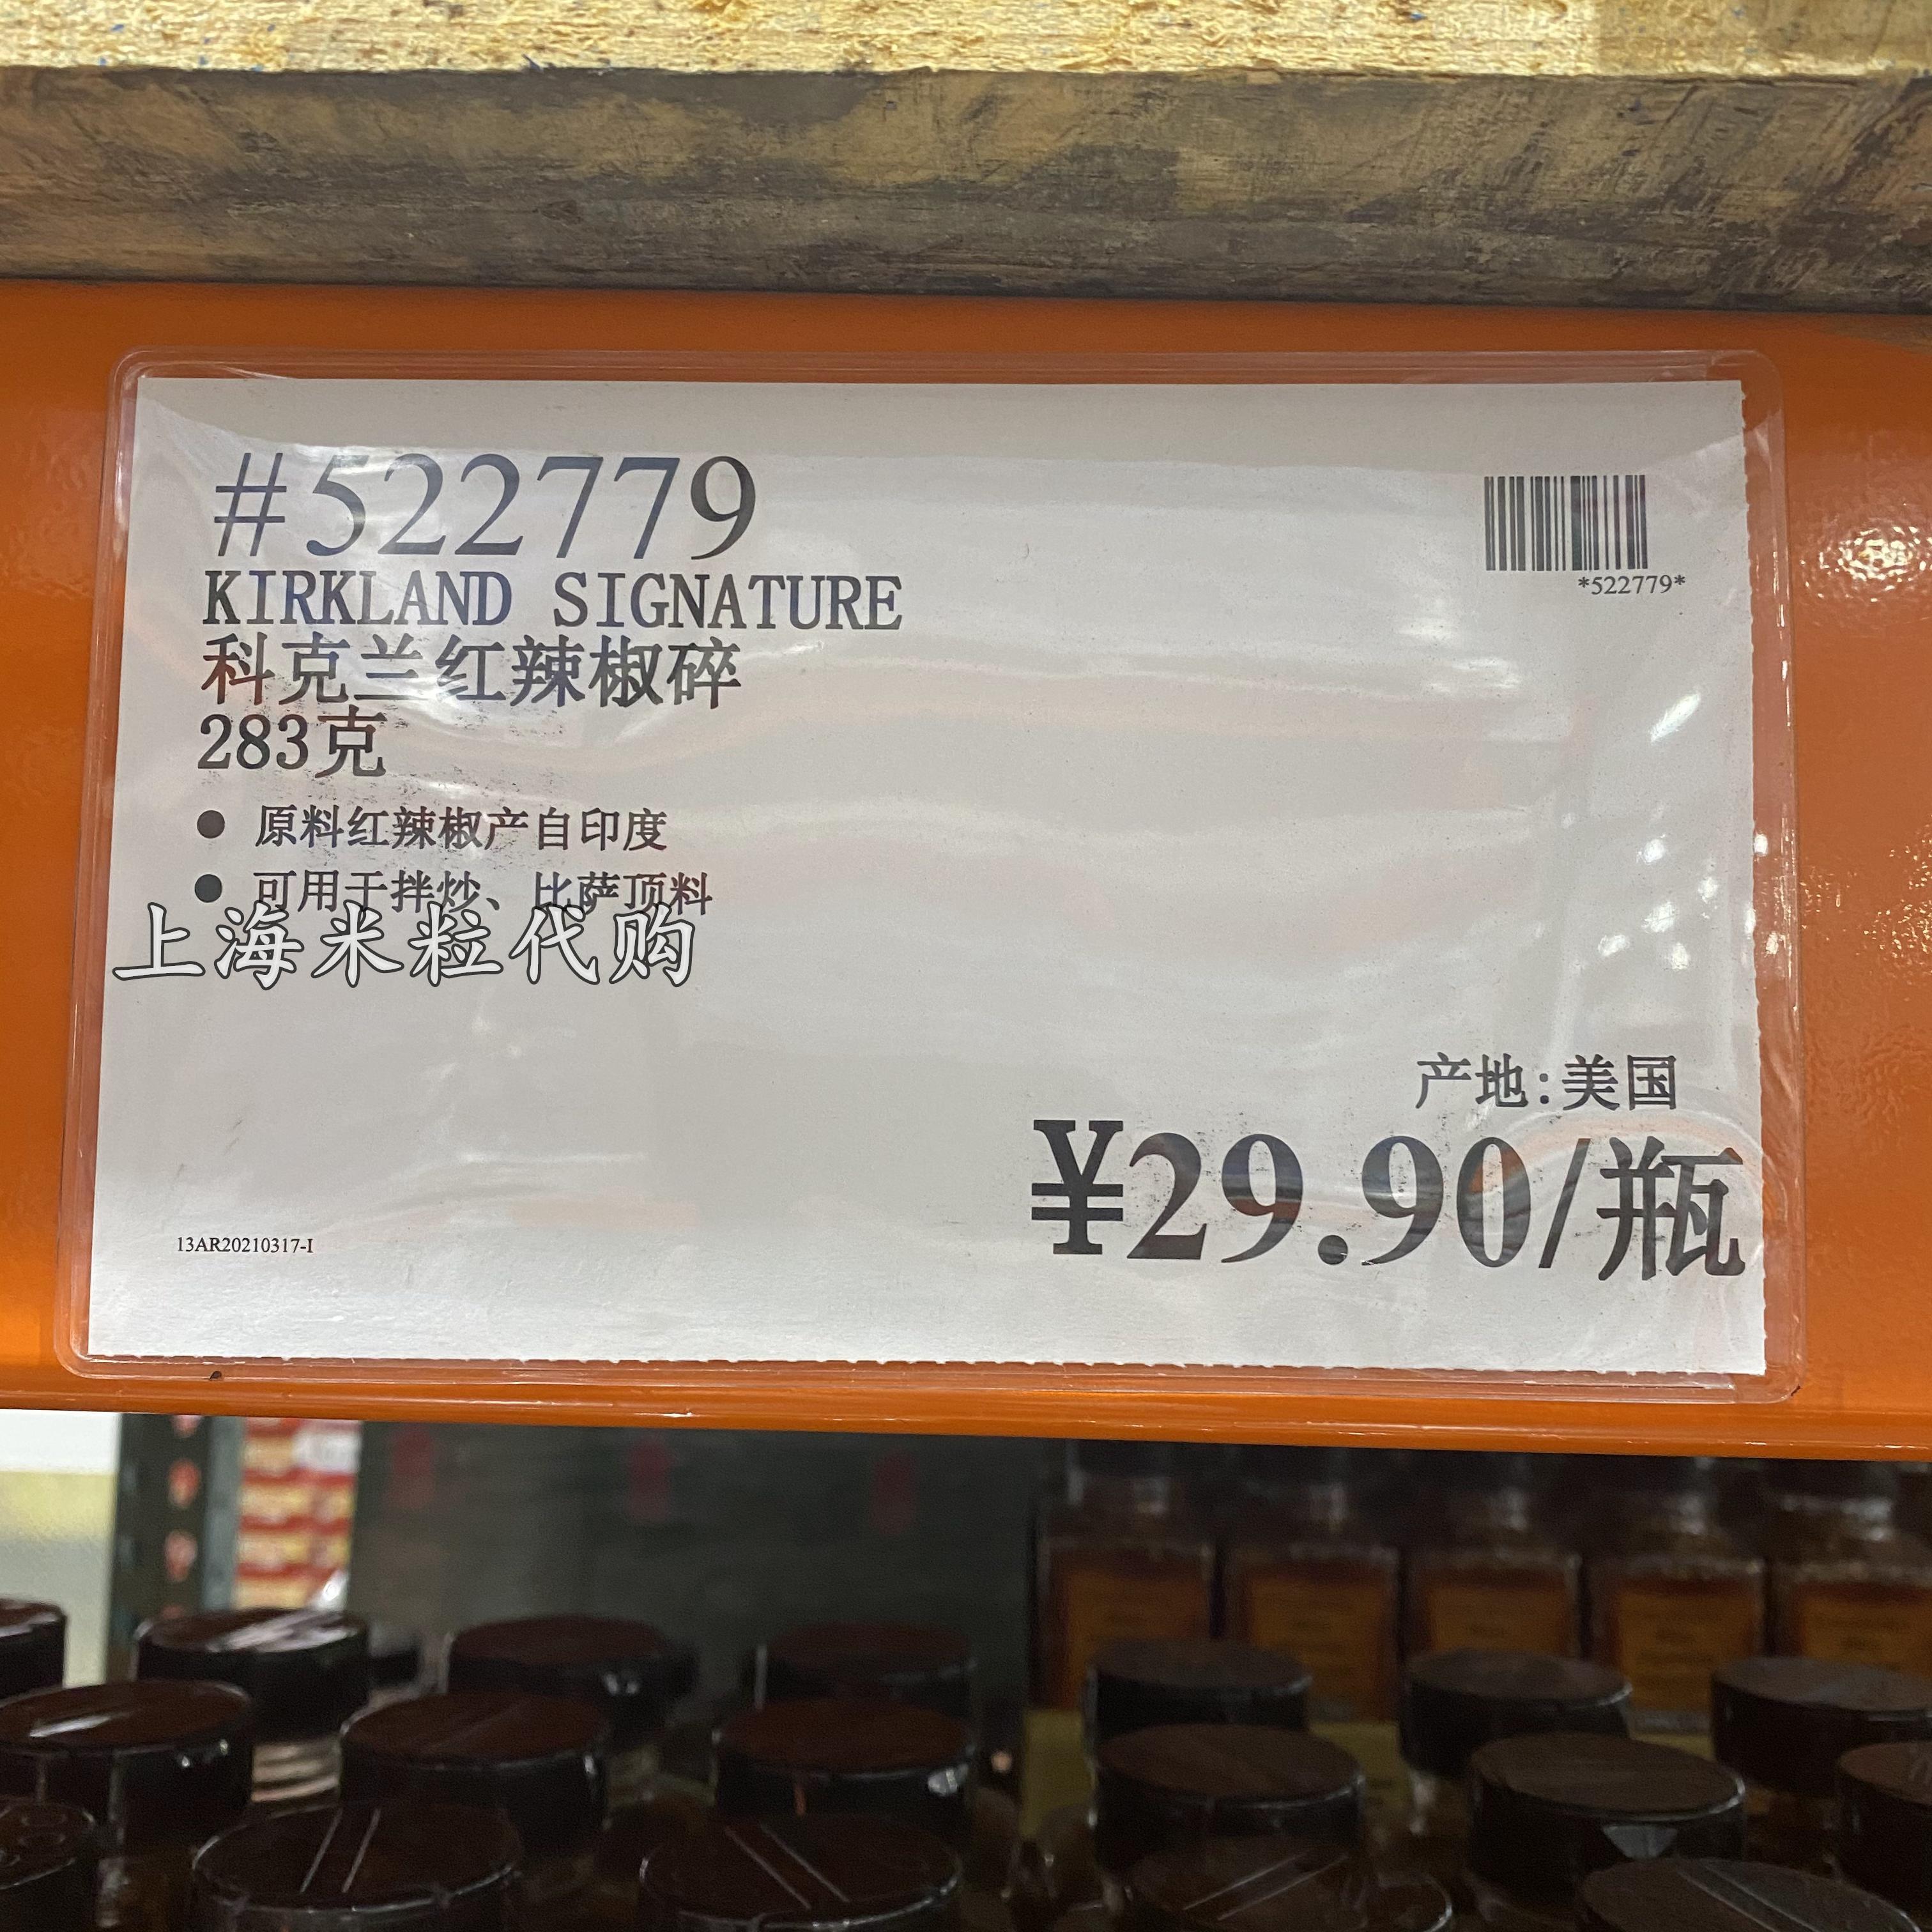 #522779
*522779*
KIRKLAND SIGNATURE
科克兰红辣椒碎
283克
● 原料红辣椒产自印度
● 可用于拌炒、比萨顶料
上海米粒代购
产地:美国
¥29.90/瓶
13AR20210317-I